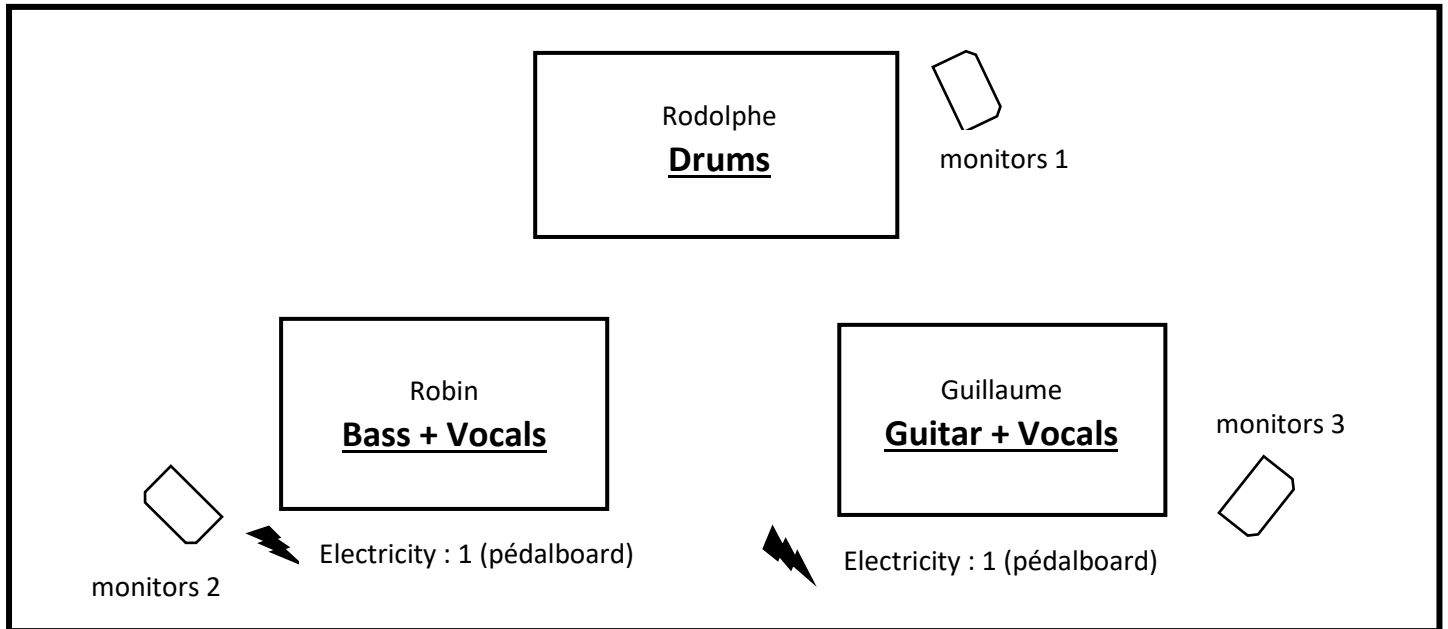 Rodolphe
Drums
monitors 1
Robin
Bass + Vocals
Guillaume
Guitar + Vocals
monitors 3
Electricity : 1 (pédalboard)
monitors 2
Electricity : 1 (pédalboard)